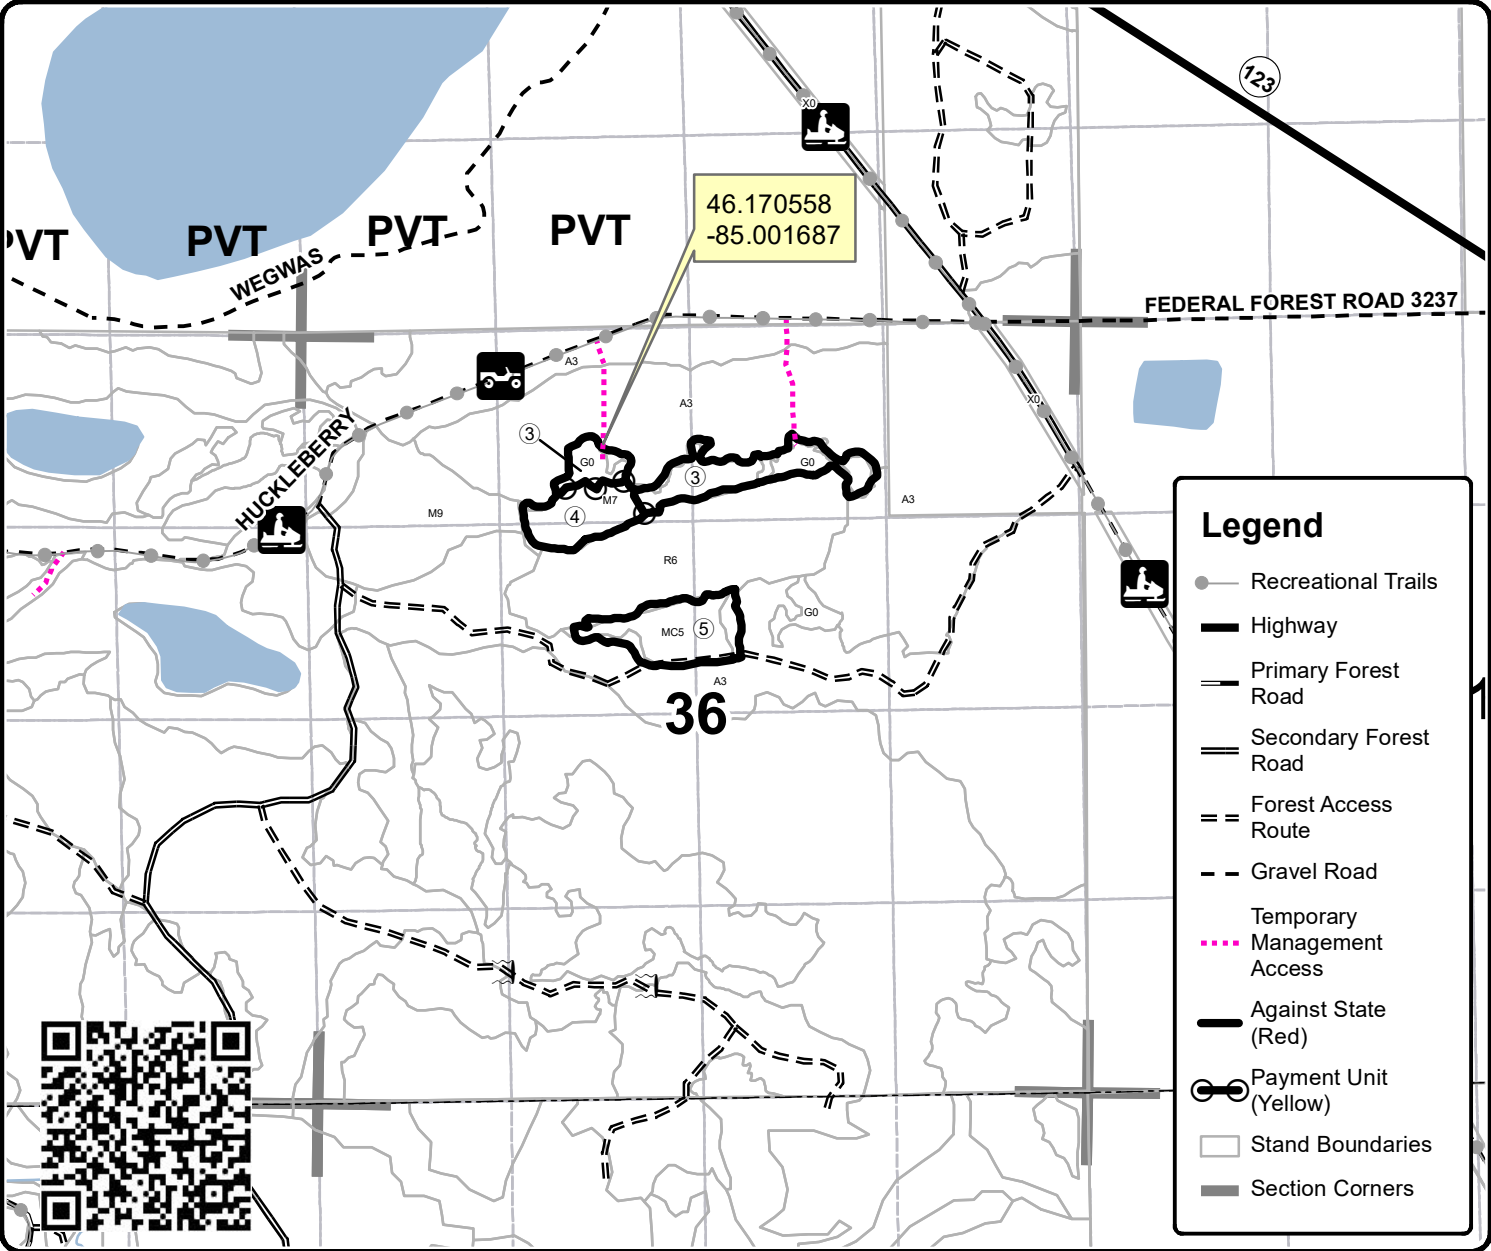 123
X0
46.170558
-85.001687
PVT
PVT
PVT
PVT
WEGWAS
FEDERAL FOREST ROAD 3237
A3
A3
X0
HUCKLEBERRY
3
G0
G0
3
M7
A3
M9
4
R6
G0
MC5
5
A3
36
1
Legend
Recreational Trails
Highway
Primary Forest
Road
Secondary Forest
Road
Forest Access
Route
Gravel Road
Temporary
Management
Access
Against State
(Red)
Payment Unit
(Yellow)
Stand Boundaries
Section Corners